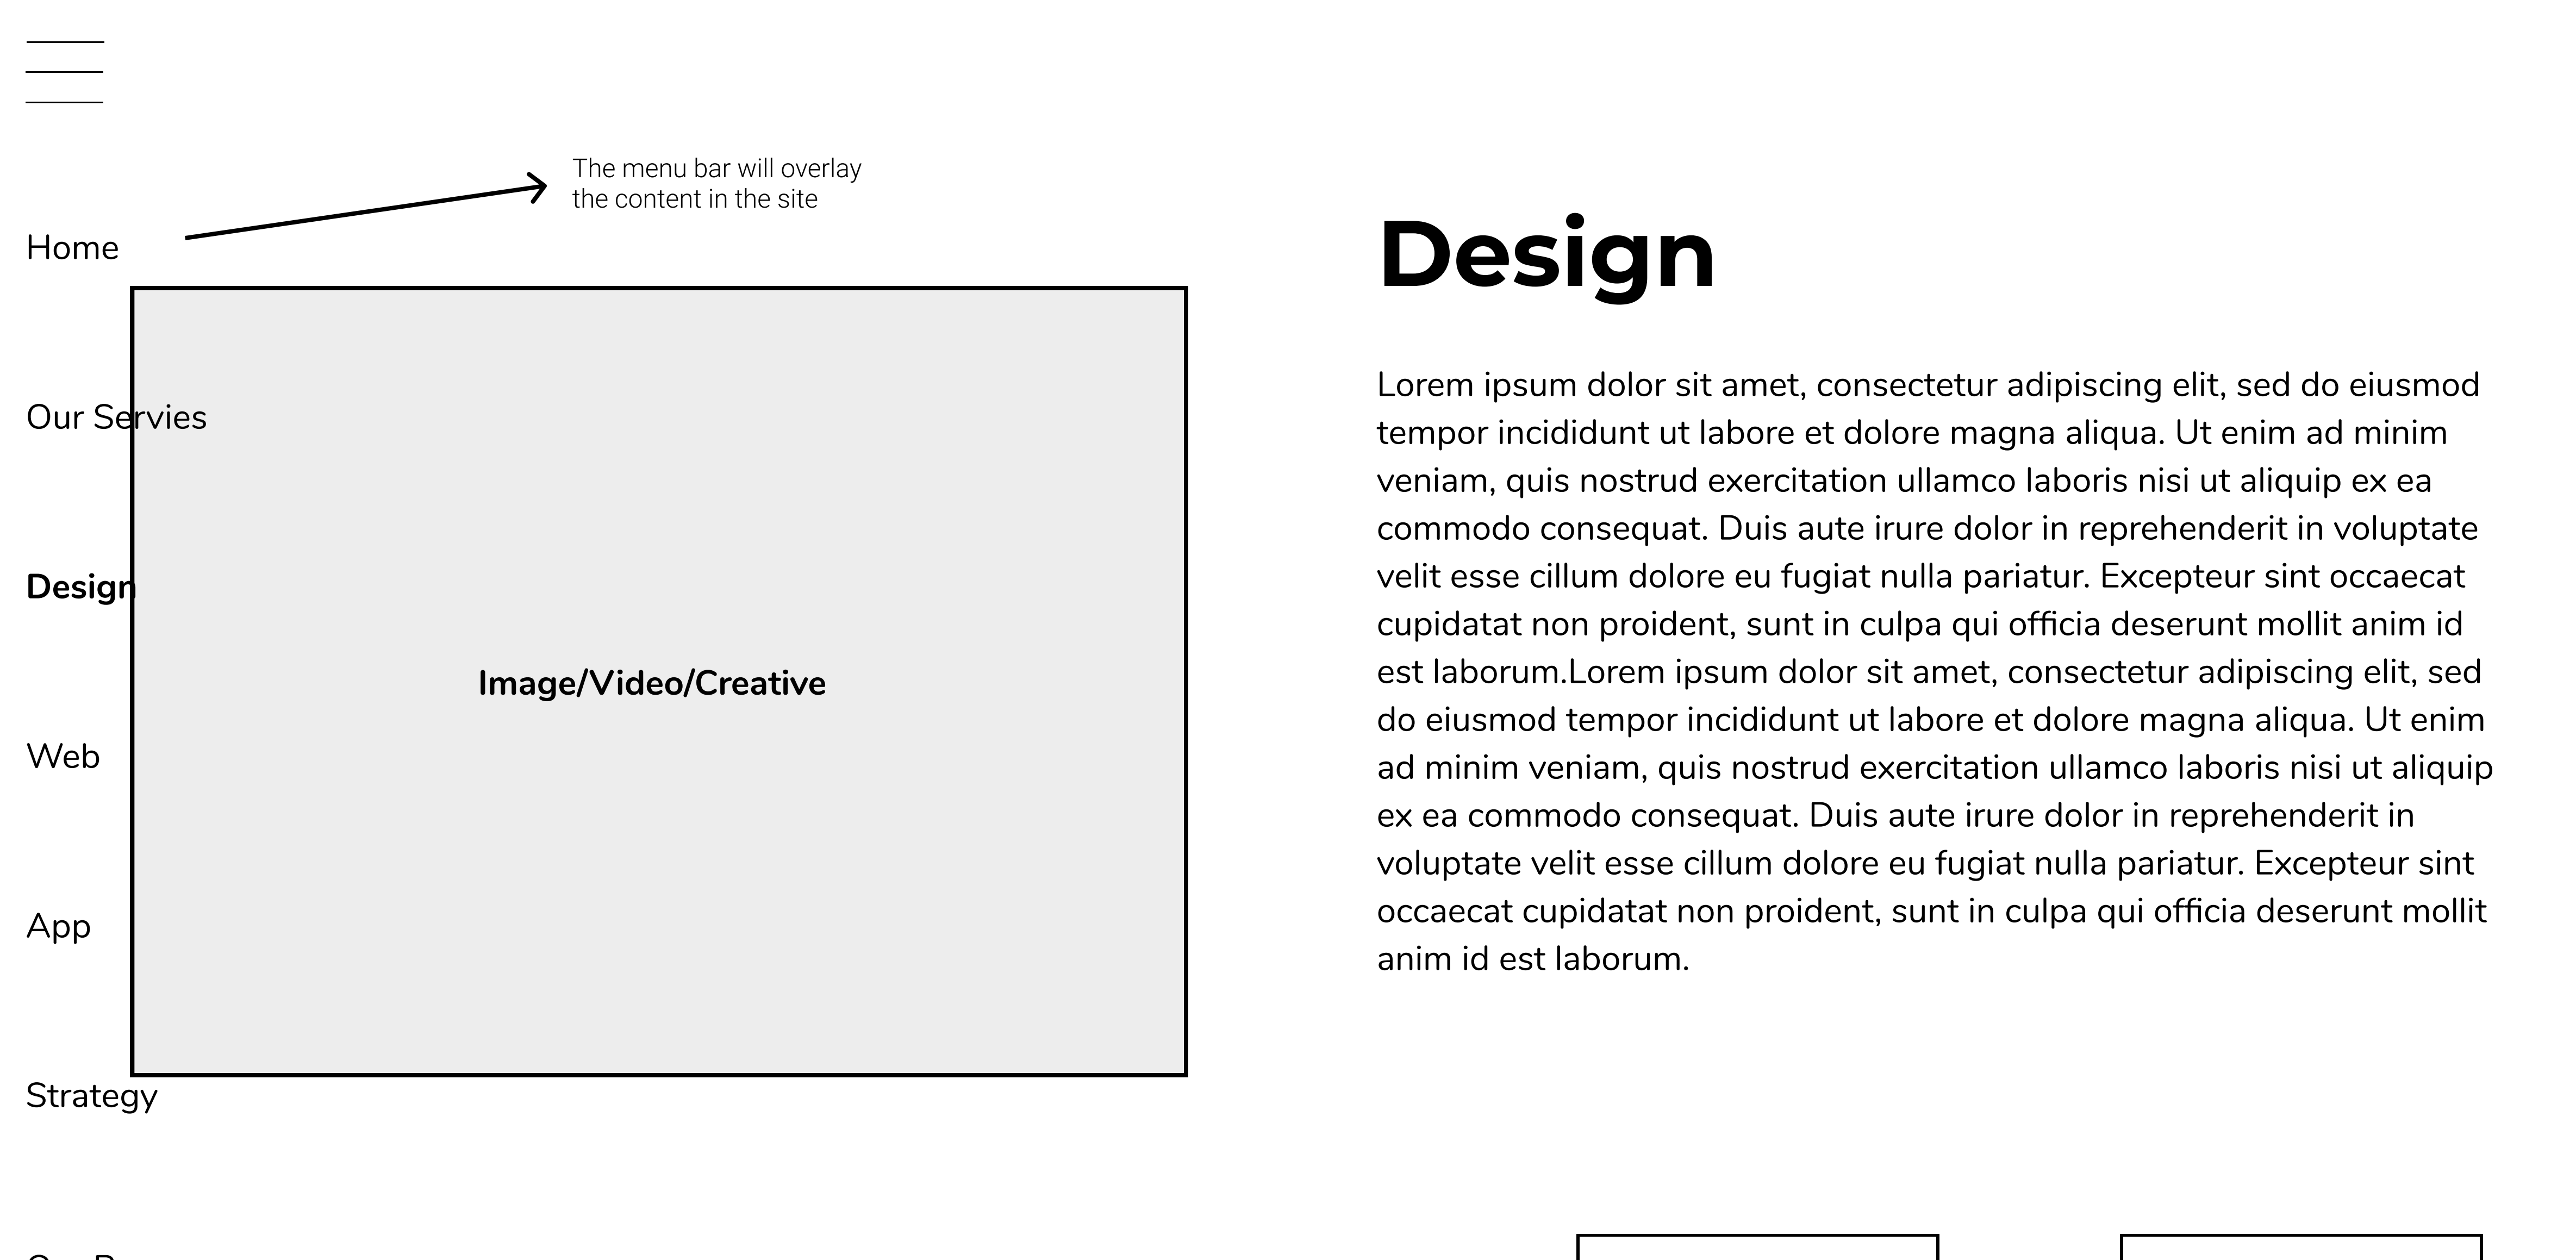 The menu bar will overlay
the content in the site
Home
Our Servies
Design
Web
App
Strategy
Image/Video/Creative
Design
Lorem ipsum dolor sit amet, consectetur adipiscing elit, sed do eiusmod
tempor incididunt ut labore et dolore magna aliqua. Ut enim ad minim
veniam, quis nostrud exercitation ullamco laboris nisi ut aliquip ex ea
commodo consequat. Duis aute irure dolor in reprehenderit in voluptate
velit esse cillum dolore eu fugiat nulla pariatur. Excepteur sint occaecat
cupidatat non proident, sunt in culpa qui officia deserunt mollit anim id
est laborum.Lorem ipsum dolor sit amet, consectetur adipiscing elit, sed
do eiusmod tempor incididunt ut labore et dolore magna aliqua. Ut enim
ad minim veniam, quis nostrud exercitation ullamco laboris nisi ut aliquip
ex ea commodo consequat. Duis aute irure dolor in reprehenderit in
voluptate velit esse cillum dolore eu fugiat nulla pariatur. Excepteur sint
occaecat cupidatat non proident, sunt in culpa qui officia deserunt mollit
anim id est laborum.